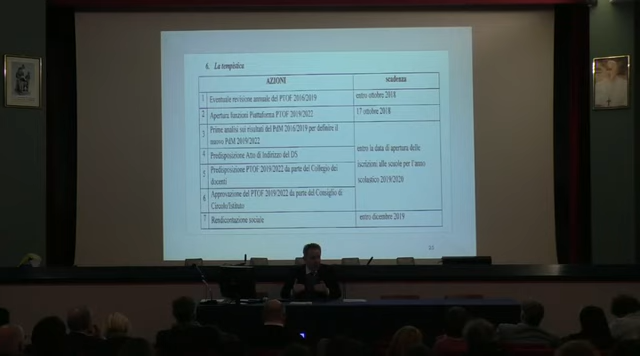 6. La tempistica
AZIONI scadenza
1 Eventuale revisione annuale del PTOF 2016/2019 entro ottobre 2018
2 Apertura funzioni Piattaforma PTOF 2019/2022 17 ottobre 2018
3 Prime analisi sui risultati del PdM 2016/2019 per definire il
nuovo PdM 2019/2022
4 Predisposizione Atto di Indirizzo del DS
5 Predisposizione PTOF 2019/2022 da parte del Collegio dei
docenti
6 Approvazione del PTOF 2019/2022 da parte del Consiglio di
Circolo/Istituto
entro la data di apertura delle
iscrizioni alle scuole per l'anno
scolastico 2019/2020
7 Rendicontazione sociale entro dicembre 2019